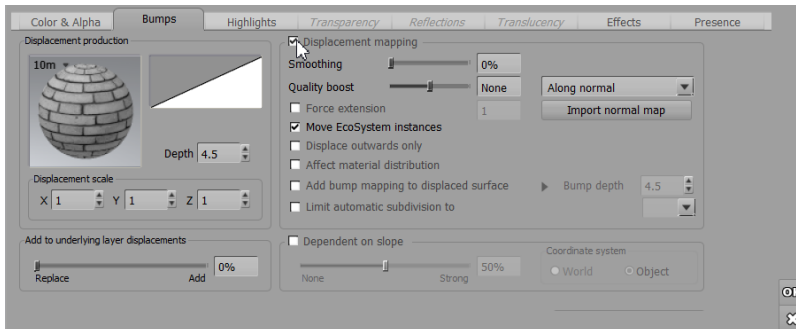 Color & Alpha Bumps Highlights Transparency Reflections Translucency Effects Presence
Displacement production
10m
Depth 4.5
Displacement scale
X 1 Y 1 Z 1
Add to underlying layer displacements
0%
Replace Add
Displacement mapping
Smoothing 0%
Quality boost None Along normal
Force extension 1 Import normal map
Move EcoSystem instances
Displace outwards only
Affect material distribution
Add bump mapping to displaced surface Bump depth 4.5
Limit automatic subdivision to
Dependent on slope
50%
None Strong
Coordinate system
World Object